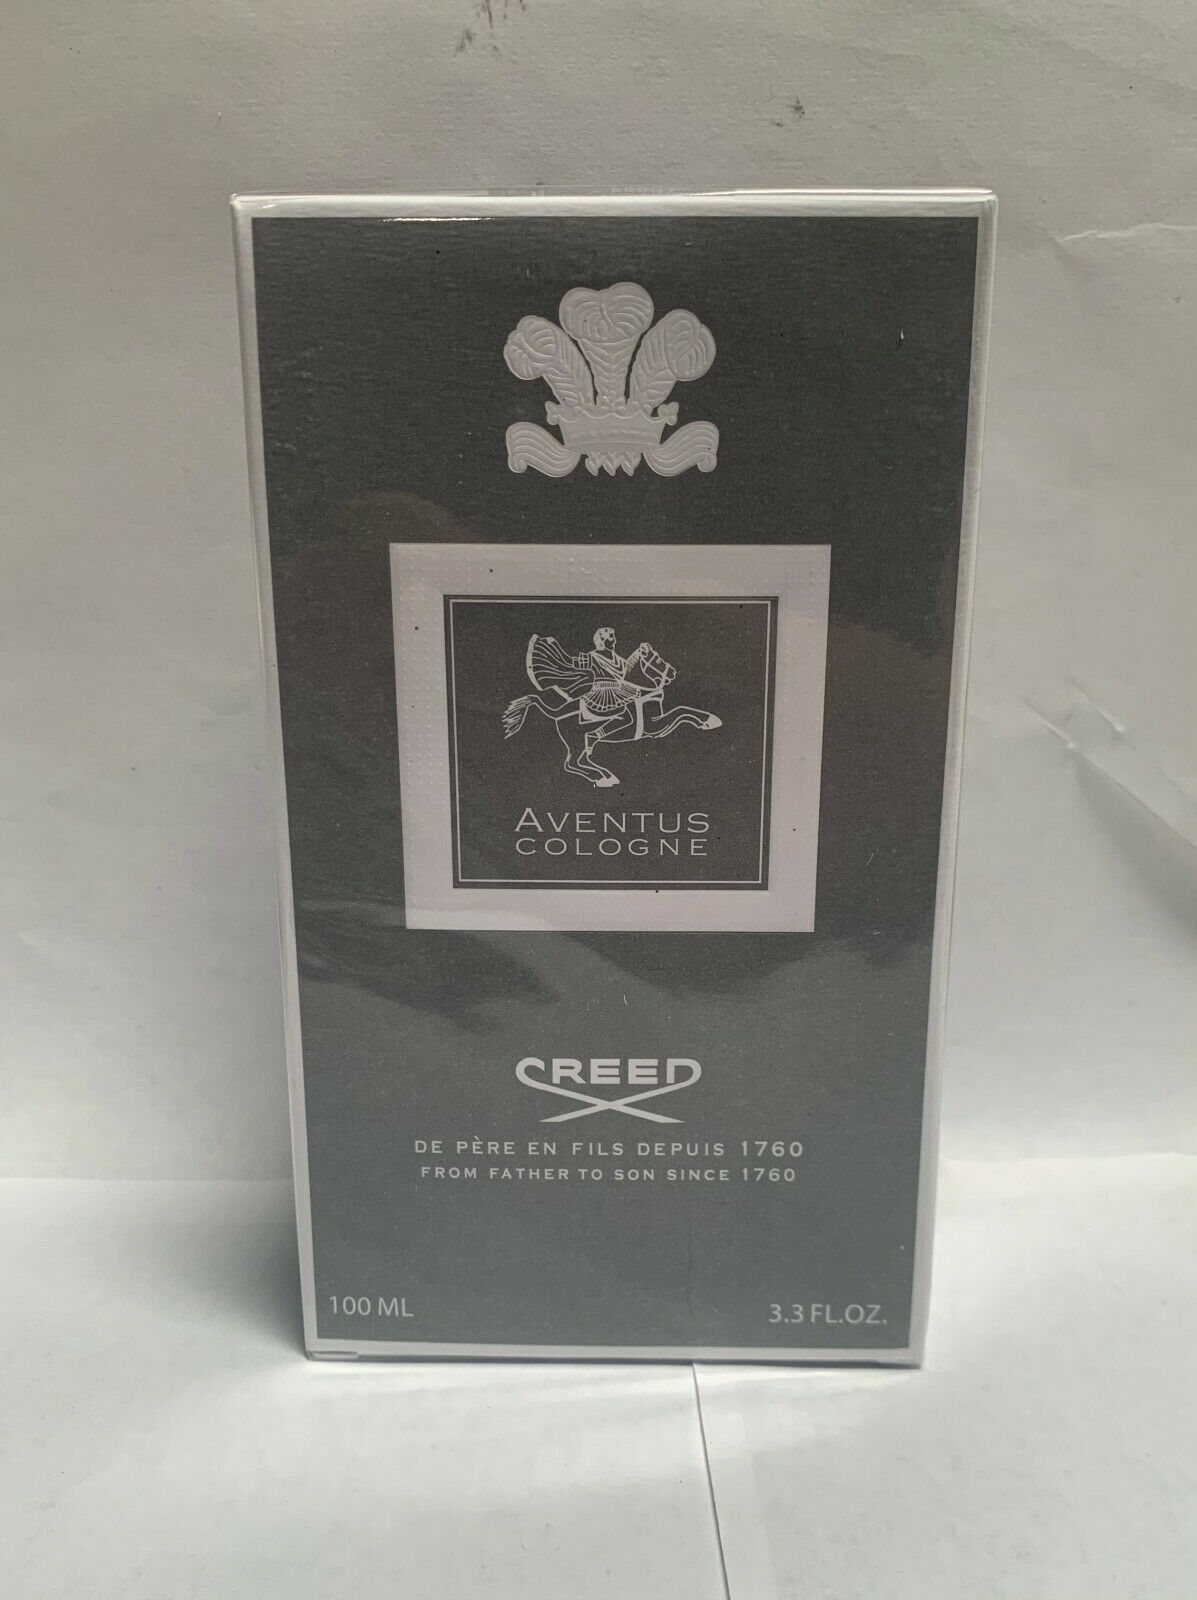 AVENTUS
COLOGNE
CREED
DE PÈRE EN FILS DEPUIS 1760
FROM FATHER TO SON SINCE 1760
100 ML
3.3 FL.OZ.